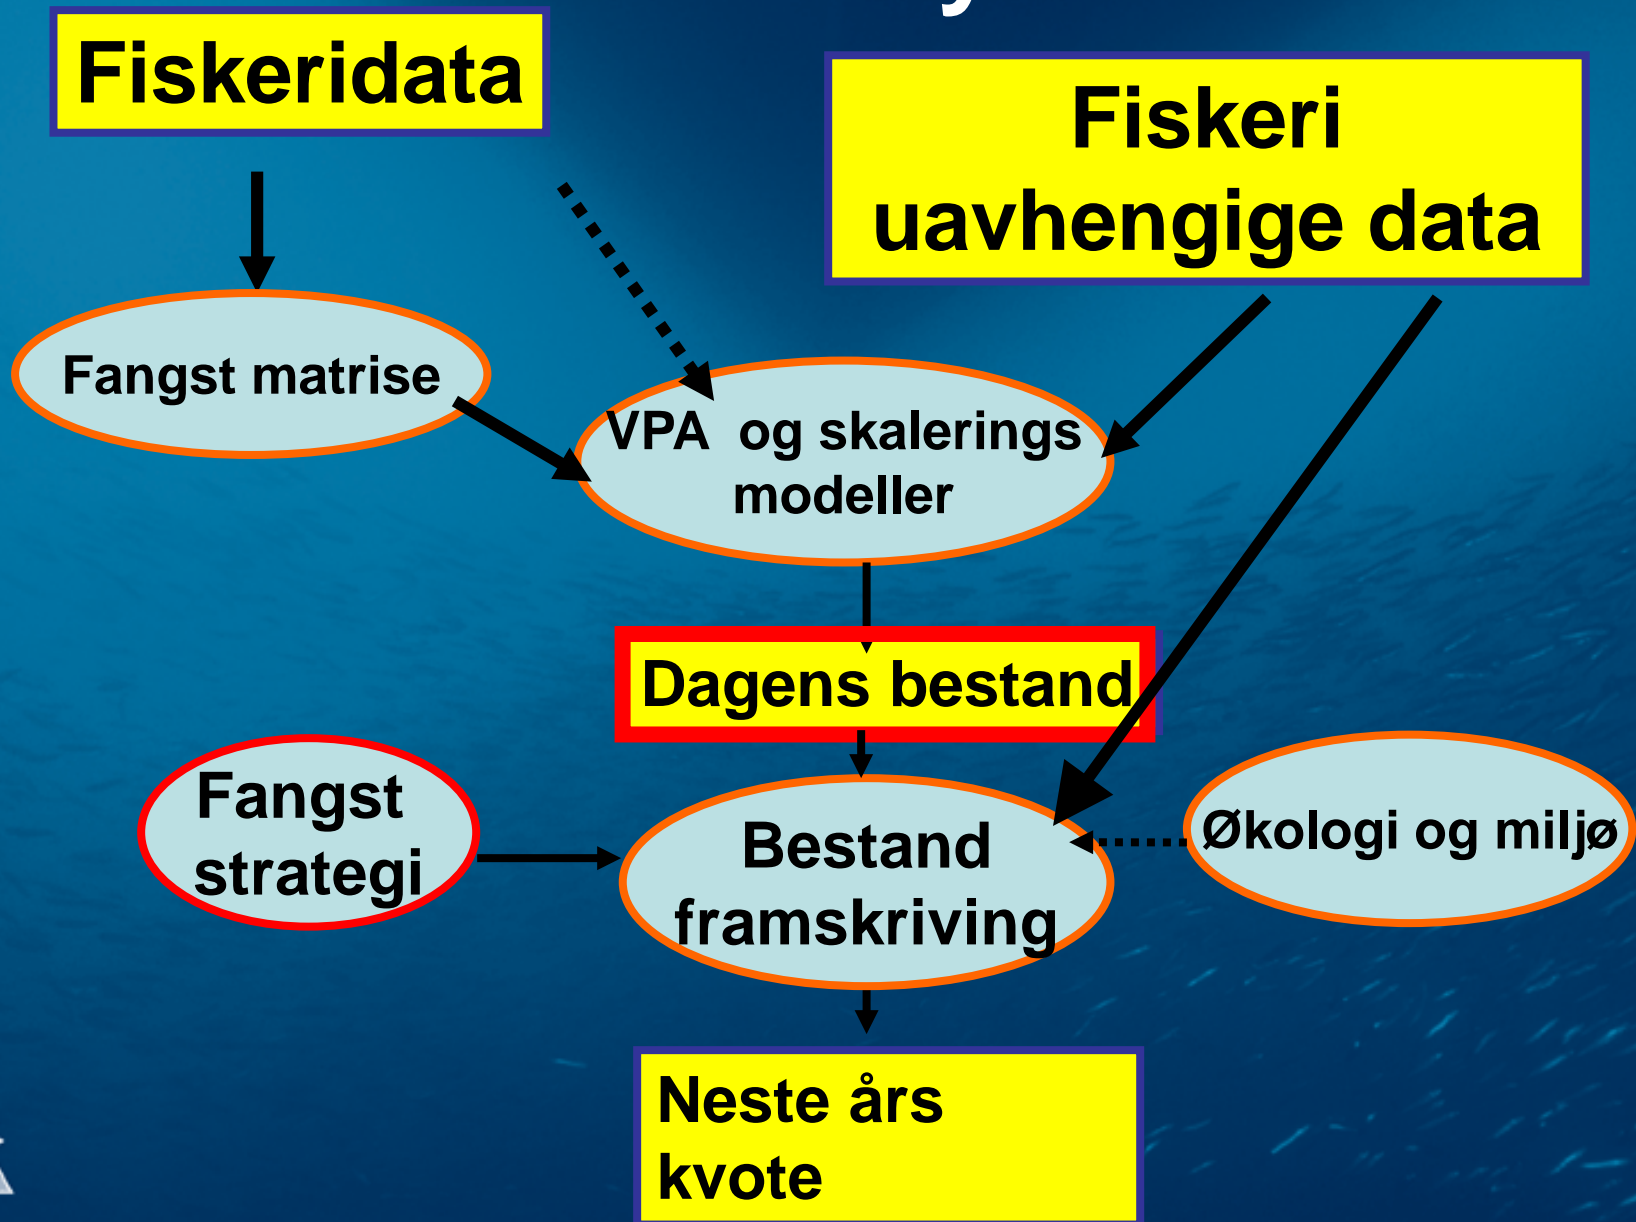 Fiskeridata
Fiskeri
uavhengige data
Fangst matrise
VPA og skalerings
modeller
Dagens bestand
Fangst
strategi
Bestand
framskriving
Økologi og miljø
Neste års
kvote